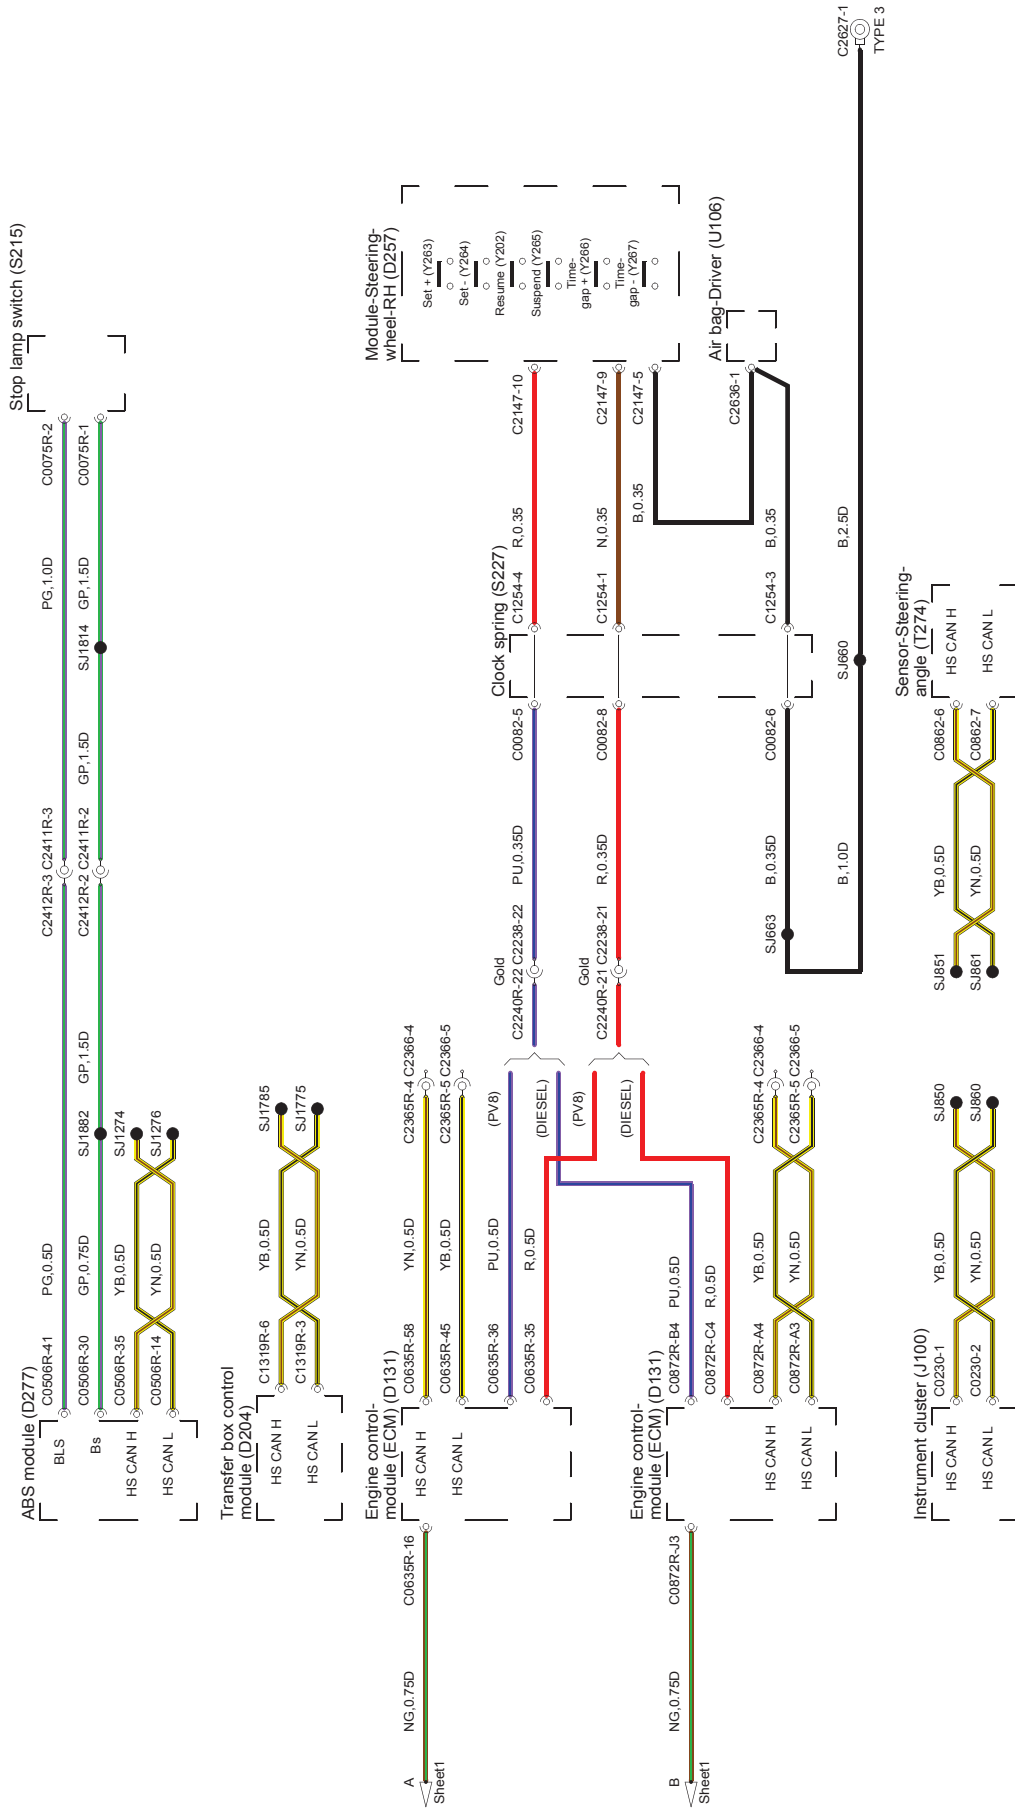 Stop lamp switch (S215)
C0075R-2
C0075R-1
PG,1.0D
GP,1.5D
SJ1814
GP,1.5D
C2412R-3 C2411R-3
C2412R-2 C2411R-2
GP,1.5D
SJ1882
SJ1274
SJ1276
PG,0.5D
GP,0.75D
YB,0.5D
YN,0.5D
C0506R-41
C0506R-30
C0506R-35
C0506R-14
ABS module (D277)
BLS
Bs
HS CAN H
HS CAN L
SJ1785
SJ1775
YB,0.5D
YN,0.5D
C1319R-6
C1319R-3
Transfer box control
module (D204)
HS CAN H
HS CAN L
Module-Steering-
wheel-RH (D257)
Set + (Y263)
Set - (Y264)
Resume (Y202)
Suspend (Y265)
Time-
gap + (Y266)
Time-
gap - (Y267)
C2147-10
C2147-9
C2147-5
R,0.35
N,0.35
B,0.35
Air bag-Driver (U106)
C2636-1
B,0.35
C1254-4
C1254-1
C1254-3
Clock spring (S227)
C0082-5
C0082-8
C0082-6
PU,0.35D
R,0.35D
B,0.35D
Gold
C2240R-22 C2238-22
Gold
C2240R-21 C2238-21
(PV8)
(DIESEL)
(PV8)
(DIESEL)
C2365R-4 C2366-4
C2365R-5 C2366-5
YN,0.5D
YB,0.5D
PU,0.5D
R,0.5D
C0635R-58
C0635R-45
C0635R-36
C0635R-35
Engine control-
module (ECM) (D131)
HS CAN H
HS CAN L
C0635R-16
NG,0.75D
A
Sheet1
C2365R-4 C2366-4
C2365R-5 C2366-5
PU,0.5D
R,0.5D
YB,0.5D
YN,0.5D
C0872R-B4
C0872R-C4
C0872R-A4
C0872R-A3
Engine control-
module (ECM) (D131)
HS CAN H
HS CAN L
C0872R-J3
NG,0.75D
B
Sheet1
C2627-1
TYPE 3
B,2.5D
SJ660
B,1.0D
SJ663
Sensor-Steering-
angle (T274)
HS CAN H
HS CAN L
C0862-6
C0862-7
YB,0.5D
YN,0.5D
SJ851
SJ861
SJ850
SJ860
YB,0.5D
YN,0.5D
C0230-1
C0230-2
Instrument cluster (J100)
HS CAN H
HS CAN L